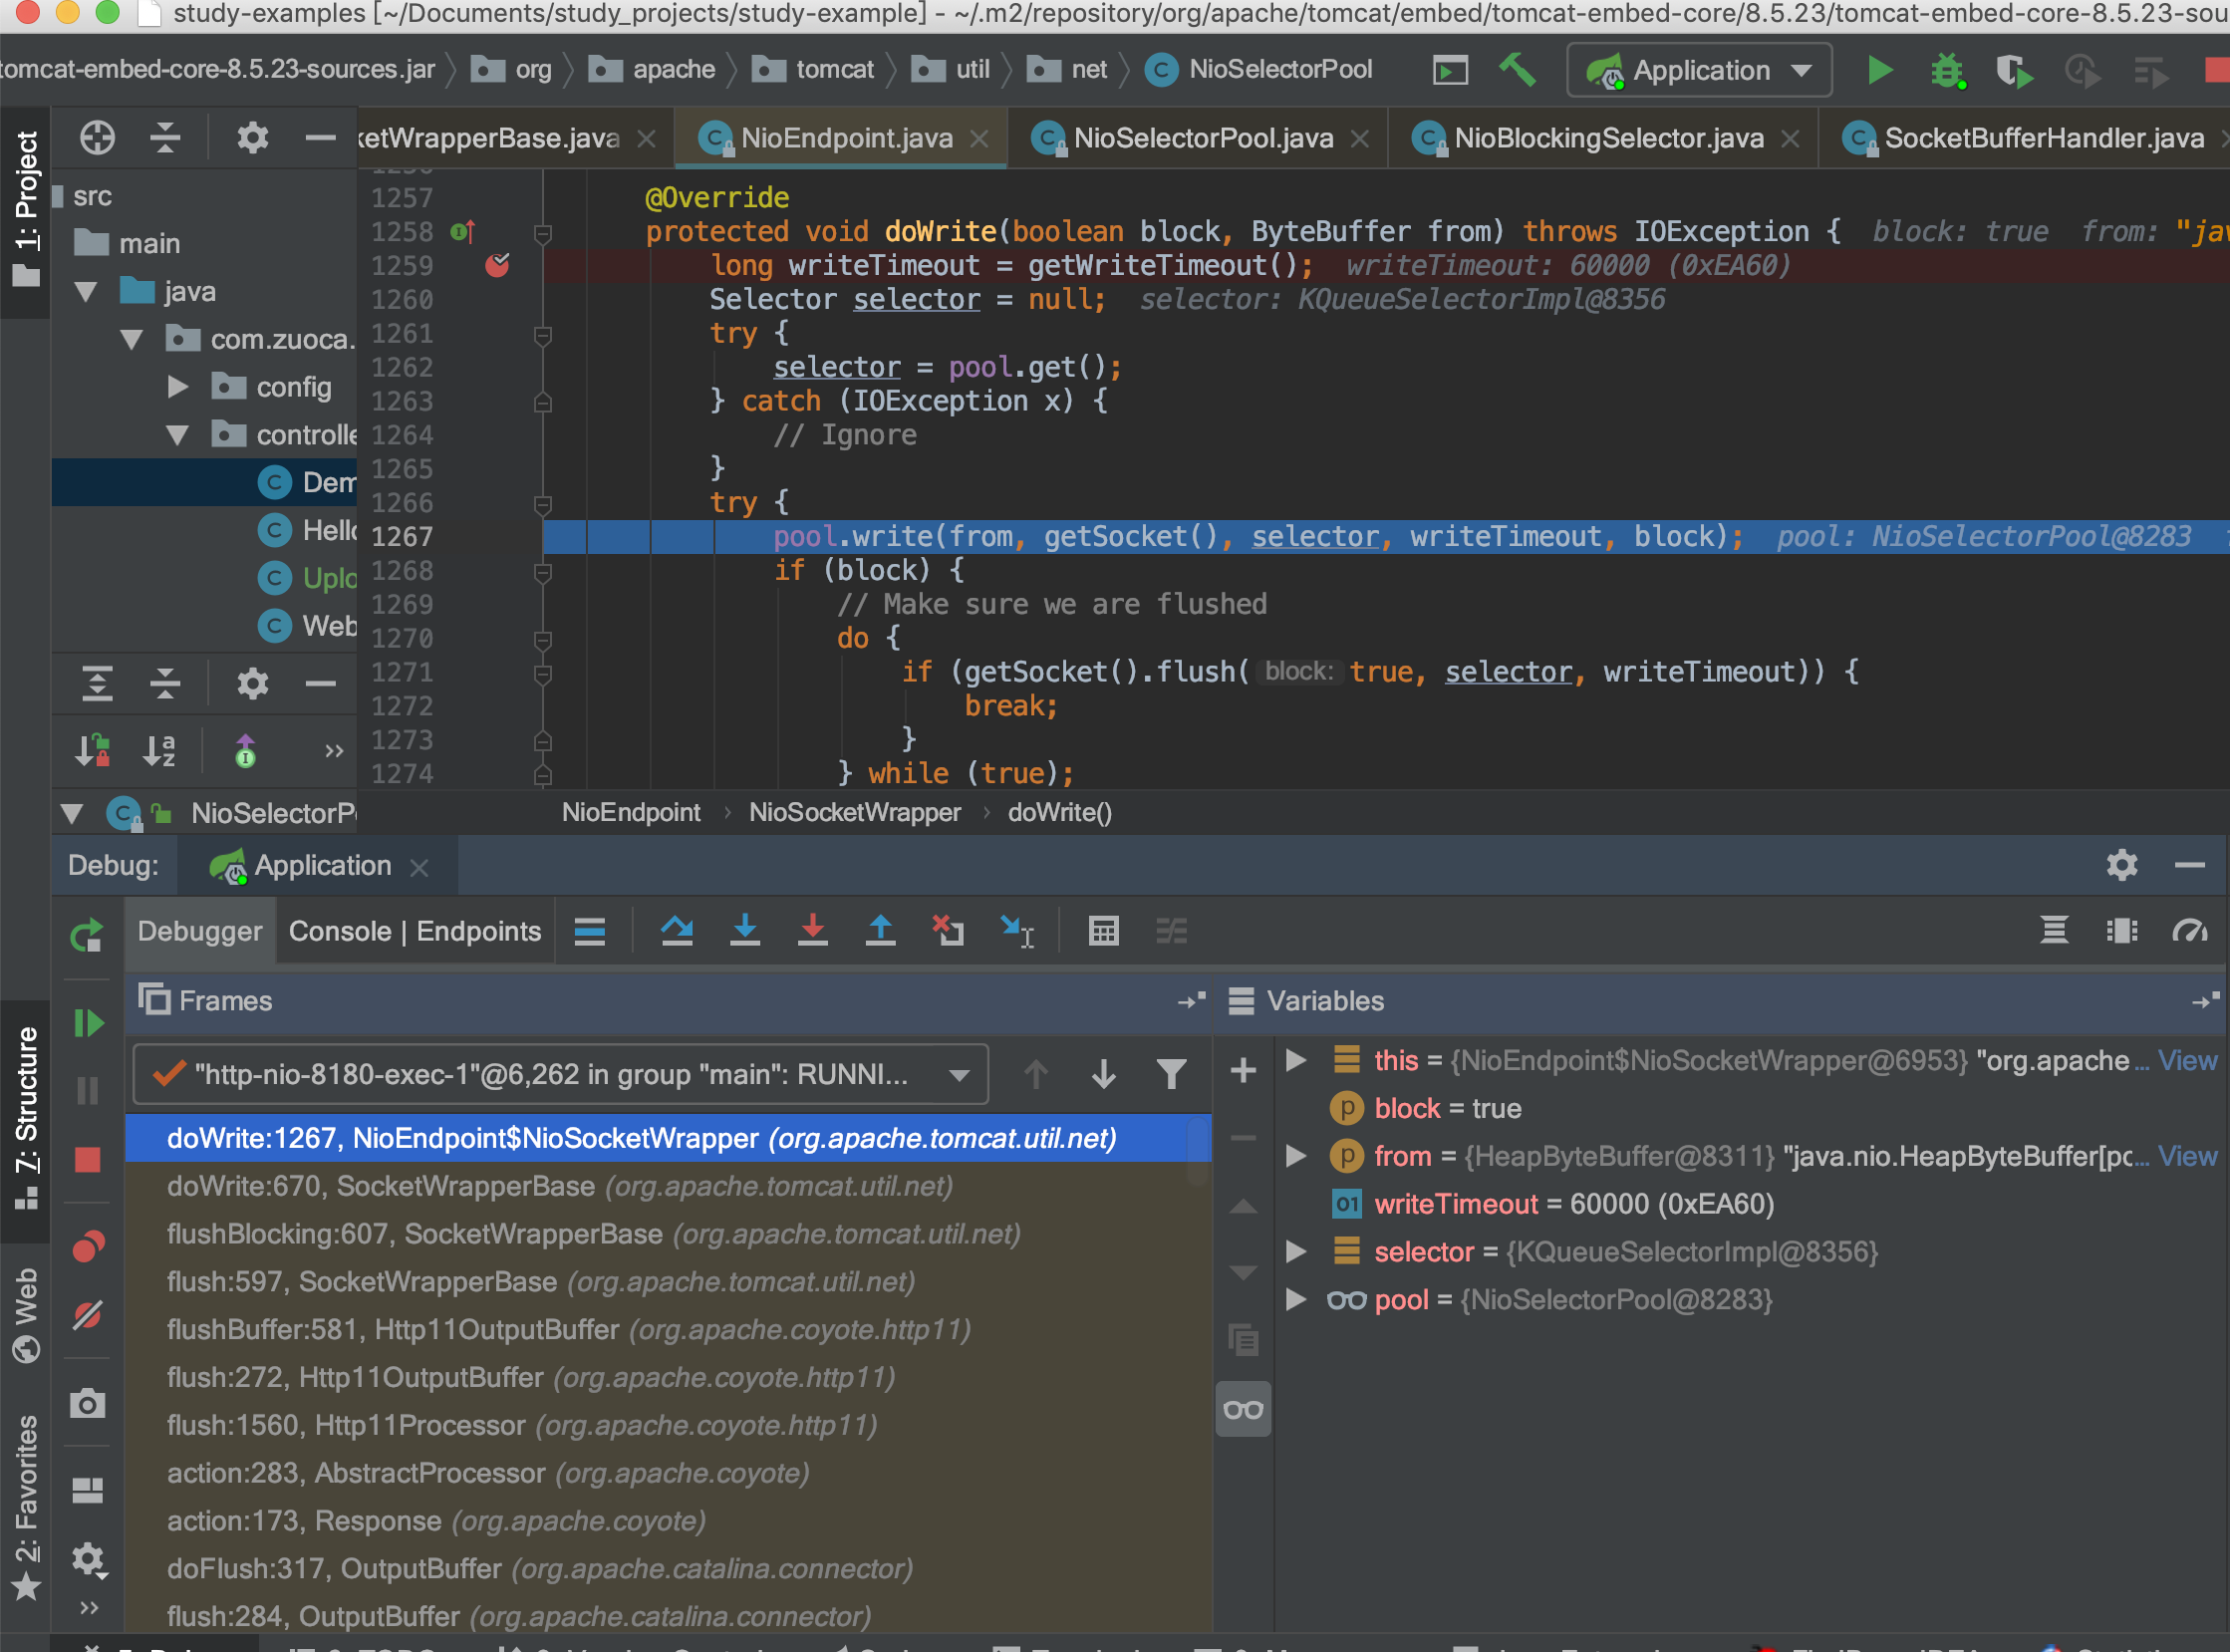 study-examples [~/Documents/study_projects/study-example] - ~/.m2/repository/org/apache/tomcat/embed/tomcat-embed-core/8.5.23/tomcat-embed-core-8.5.23-sou
tomcat-embed-core-8.5.23-sources.jar org apache tomcat util net NioSelectorPool Application
ketWrapperBase.java NioEndpoint.java NioSelectorPool.java NioBlockingSelector.java SocketBufferHandler.java
1: Project
src
main
java
com.zuoca.
config
controlle
Dem
Hello
Uplo
Web
NioSelectorP
1257 @Override
1258 protected void doWrite(boolean block, ByteBuffer from) throws IOException { block: true from: "jav
1259 long writeTimeout = getWriteTimeout(); writeTimeout: 60000 (0xEA60)
1260 Selector selector = null; selector: KQueueSelectorImpl@8356
1261 try {
1262 selector = pool.get();
1263 } catch (IOException x) {
1264 // Ignore
1265 }
1266 try {
1267 pool.write(from, getSocket(), selector, writeTimeout, block); pool: NioSelectorPool@8283
1268 if (block) {
1269 // Make sure we are flushed
1270 do {
1271 if (getSocket().flush( block: true, selector, writeTimeout)) {
1272 break;
1273 }
1274 } while (true);
NioEndpoint › NioSocketWrapper › doWrite()
Debug: Application
Debugger Console | Endpoints
7: Structure
Web
2: Favorites
Frames
"http-nio-8180-exec-1"@6,262 in group "main": RUNNI...
doWrite:1267, NioEndpoint$NioSocketWrapper (org.apache.tomcat.util.net)
doWrite:670, SocketWrapperBase (org.apache.tomcat.util.net)
flushBlocking:607, SocketWrapperBase (org.apache.tomcat.util.net)
flush:597, SocketWrapperBase (org.apache.tomcat.util.net)
flushBuffer:581, Http11OutputBuffer (org.apache.coyote.http11)
flush:272, Http11OutputBuffer (org.apache.coyote.http11)
flush:1560, Http11Processor (org.apache.coyote.http11)
action:283, AbstractProcessor (org.apache.coyote)
action:173, Response (org.apache.coyote)
doFlush:317, OutputBuffer (org.apache.catalina.connector)
flush:284, OutputBuffer (org.apache.catalina.connector)
Variables
this = {NioEndpoint$NioSocketWrapper@6953} "org.apache... View
block = true
from = {HeapByteBuffer@8311} "java.nio.HeapByteBuffer[po... View
writeTimeout = 60000 (0xEA60)
selector = {KQueueSelectorImpl@8356}
pool = {NioSelectorPool@8283}